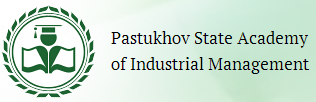 Pastukhov State Academy
of Industrial Management